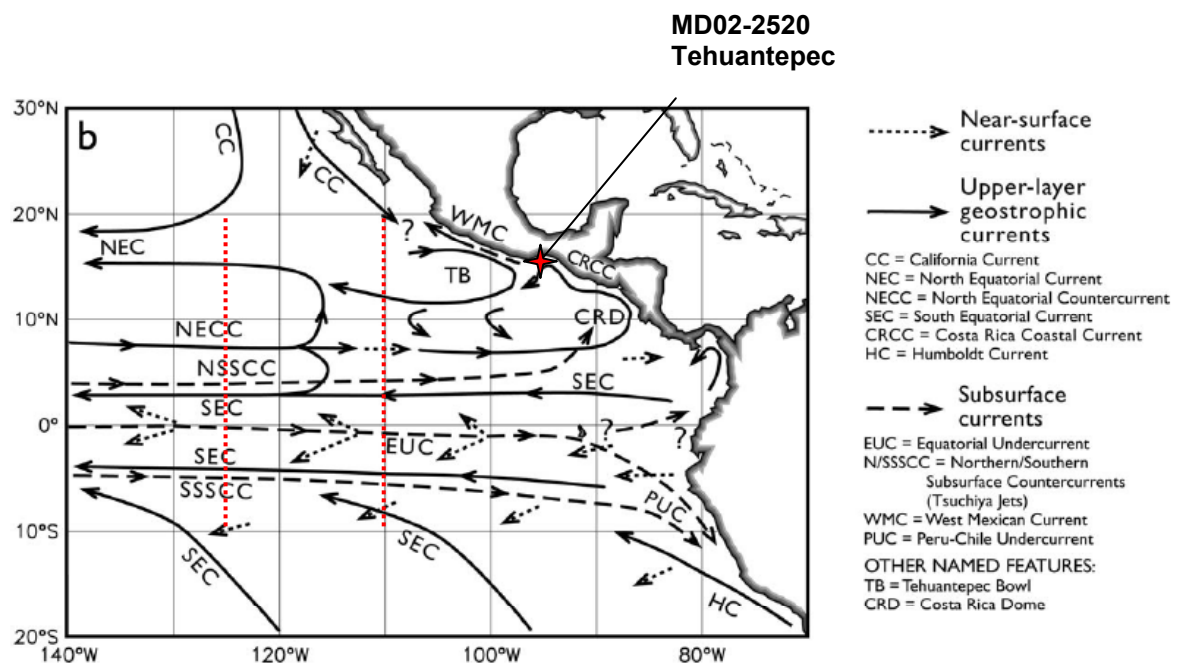 MD02-2520
Tehuantepec
30°N
20°N
10°N
0°
10°S
20°S
140°W
120°W
100°W
80°W
b
CC
CC
NEC
WMC
?
TB
CRCC
CRD
NECC
NSSCC
SEC
SEC
EUC
?
?
SEC
SSSCC
PUC
SEC
SEC
HC
Near-surface
currents
Upper-layer
geostrophic
currents
CC = California Current
NEC = North Equatorial Current
NECC = North Equatorial Countercurrent
SEC = South Equatorial Current
CRCC = Costa Rica Coastal Current
HC = Humboldt Current
Subsurface
currents
EUC = Equatorial Undercurrent
N/SSSCC = Northern/Southern
Subsurface Countercurrents
(Tsuchiya Jets)
WMC = West Mexican Current
PUC = Peru-Chile Undercurrent
OTHER NAMED FEATURES:
TB = Tehuantepec Bowl
CRD = Costa Rica Dome